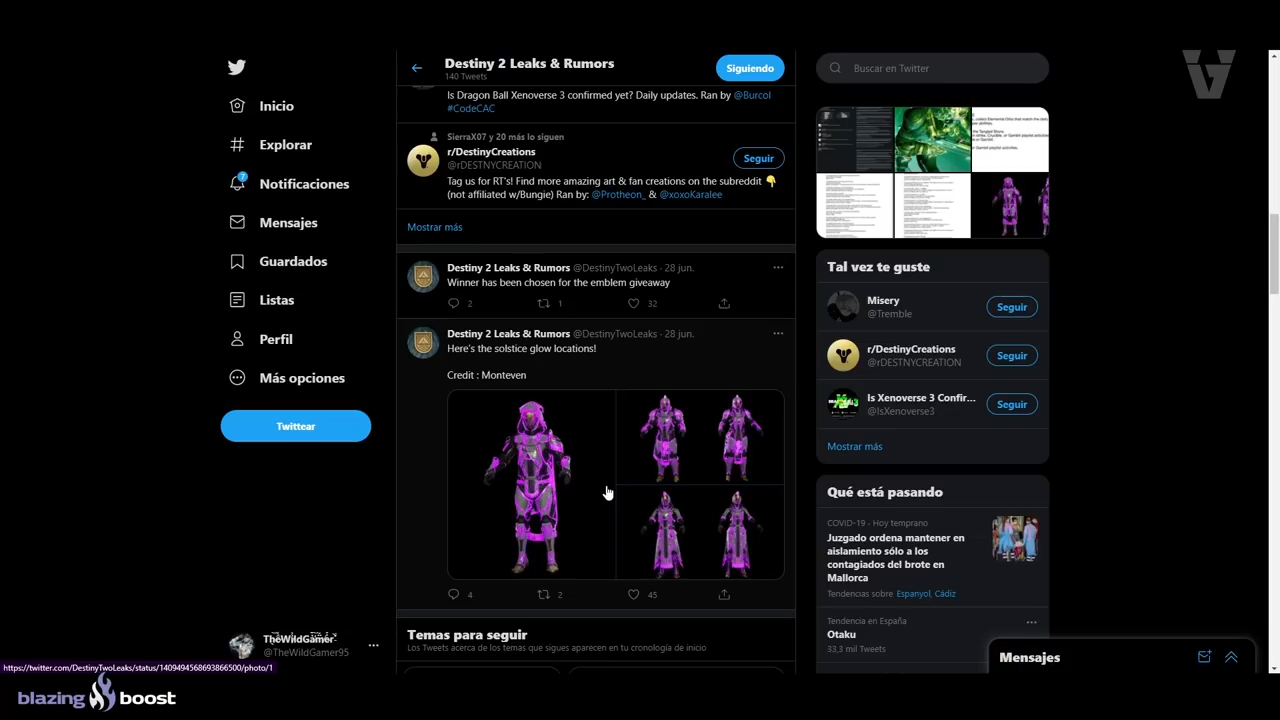 Inicio
Notificaciones
7
Mensajes
Guardados
Listas
Perfil
Más opciones
Twittear
TheWildGamer
@TheWildGamer95
https://twitter.com/DestinyTwoLeaks/status/1409494568693866500/photo/1
blazing boost
Destiny 2 Leaks & Rumors
140 Tweets
Siguiendo
Is Dragon Ball Xenoverse 3 confirmed yet? Daily updates. Ran by @Burcol
#CodeCAC
SierraX07 y 20 más lo siguen
r/DestinyCreations
@rDESTNYCREATION
Seguir
Tag us for RT's! Find more fan art & fan works on the subreddit
(not affiliated w/Bungie) Ran by: @Protheon_ & @xoxoKaralee
Mostrar más
Destiny 2 Leaks & Rumors @DestinyTwoLeaks · 28 jun.
Winner has been chosen for the emblem giveaway
2 1 32
Destiny 2 Leaks & Rumors @DestinyTwoLeaks · 28 jun.
Here's the solstice glow locations!
Credit : Monteven
4 2 45
Temas para seguir
Los Tweets acerca de los temas que sigues aparecen en tu cronología de inicio
Buscar en Twitter
Tal vez te guste
Misery
@Tremble
Seguir
r/DestinyCreations
@rDESTNYCREATION
Seguir
Is Xenoverse 3 Confir...
@IsXenoverse3
Seguir
Mostrar más
Qué está pasando
COVID-19 · Hoy temprano
Juzgado ordena mantener en
aislamiento sólo a los
contagiados del brote en
Mallorca
Tendencias sobre Espanyol, Cádiz
Tendencia en España
Otaku
33,3 mil Tweets
Mensajes